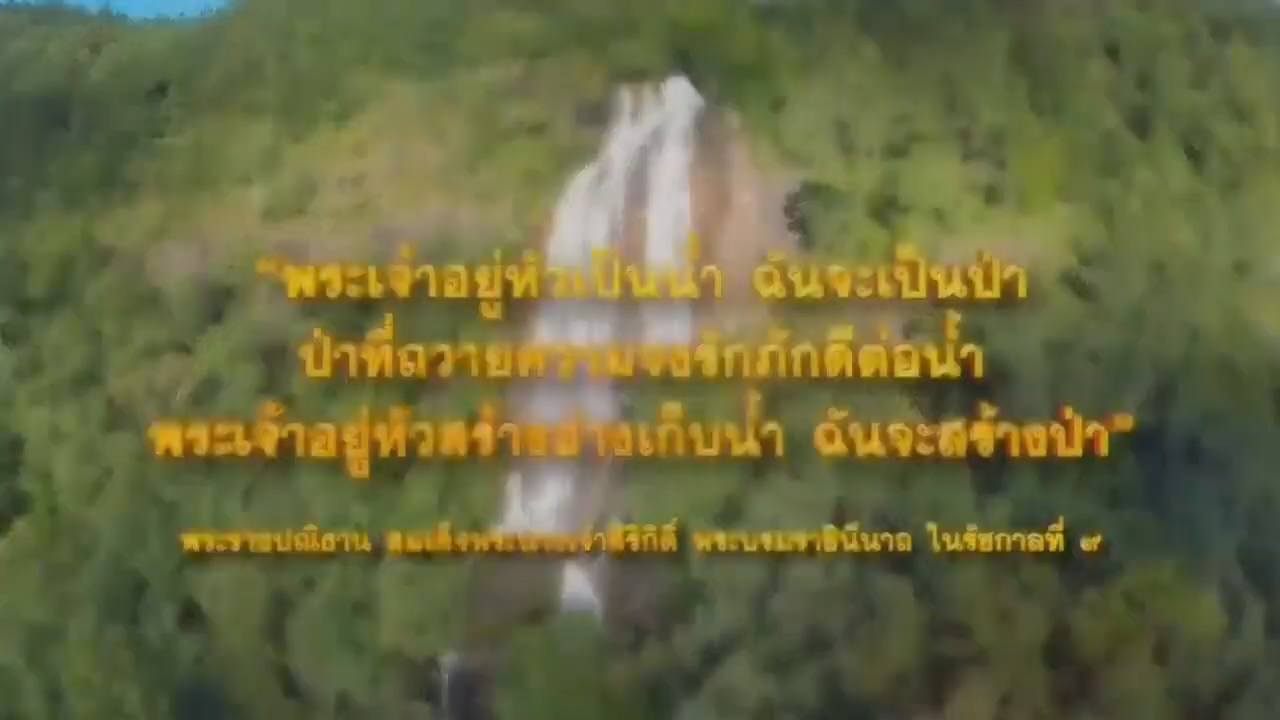 "พระเจ้าอยู่หัวเป็นน้ำ ฉันจะเป็นป่า
ป่าที่ถวายความจงรักภักดีต่อน้ำ
พระเจ้าอยู่หัวสร้างอ่างเก็บน้ำ ฉันจะสร้างป่า"
พระราชปณิธาน สมเด็จพระนางเจ้าสิริกิติ์ พระบรมราชินีนาถ ในรัชกาลที่ ๙